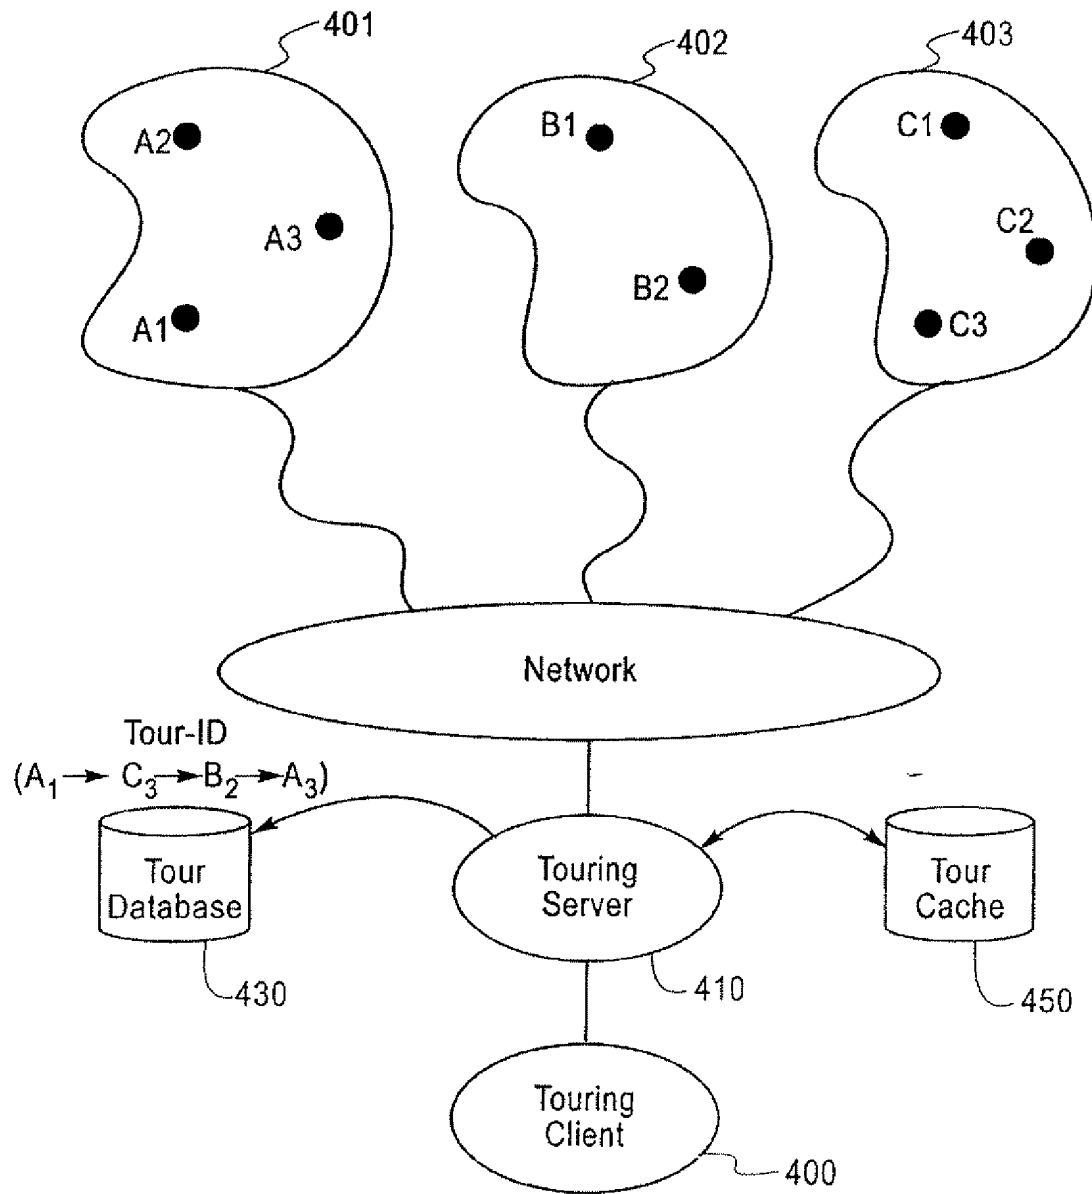 401
402
403
A2
A3
A1
B1
B2
C1
C2
C3
Network
Tour-ID
(A₁ → C₃ → B₂ → A₃)
Tour
Database
430
Touring
Server
410
Tour
Cache
450
Touring
Client
400